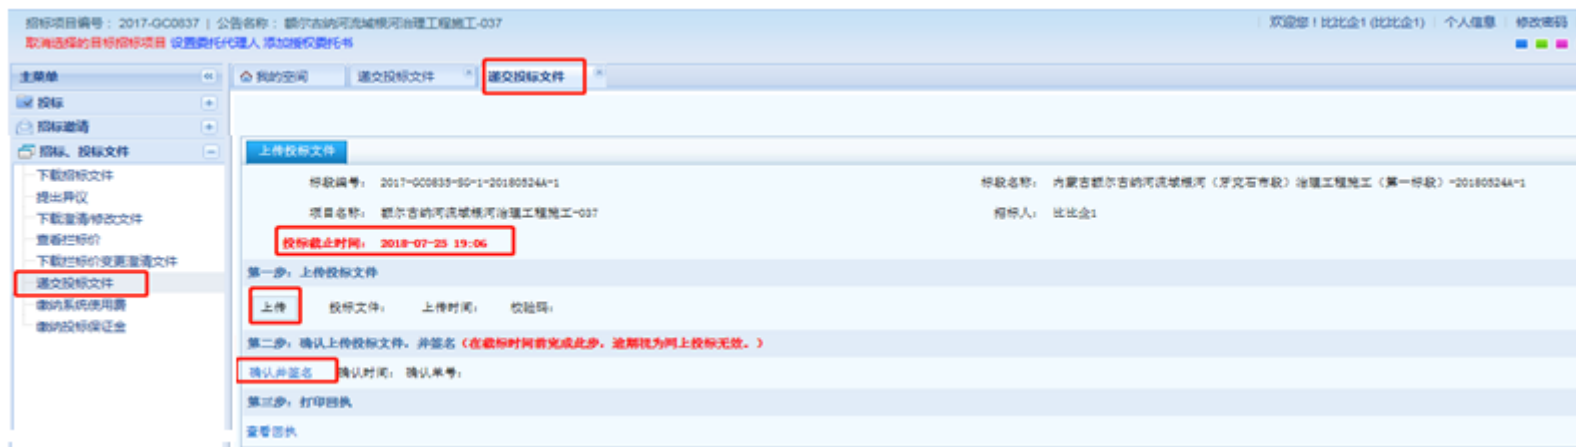 招标项目编号： 2017-GC0837 | 公告名称： 额尔古纳河流域根河治理工程施工-037
欢迎您！比比企1 (比比企1) 个人信息 修改密码
取消选择的目标招标项目 设置委托代理人 添加授权委托书
主菜单
我的空间 递交投标文件 递交投标文件
投标
招标邀请
招标、投标文件
下载招标文件
提出异议
下载澄清/修改文件
查看拦标价
下载拦标价变更澄清文件
递交投标文件
缴纳系统使用费
缴纳投标保证金
上传投标文件
标段编号： 2017-GC0835-SG-1-20180524A-1
标段名称： 内蒙古额尔古纳河流域根河（牙克石市段）治理工程施工（第一标段）-20180524A-1
项目名称： 额尔古纳河流域根河治理工程施工-037
招标人： 比比企1
投标截止时间： 2018-07-25 19:06
第一步：上传投标文件
上传 投标文件： 上传时间： 校验码：
第二步：确认上传投标文件，并签名（在截标时间前完成此步，逾期视为网上投标无效。）
确认并签名 确认时间： 确认单号：
第三步：打印回执
查看回执